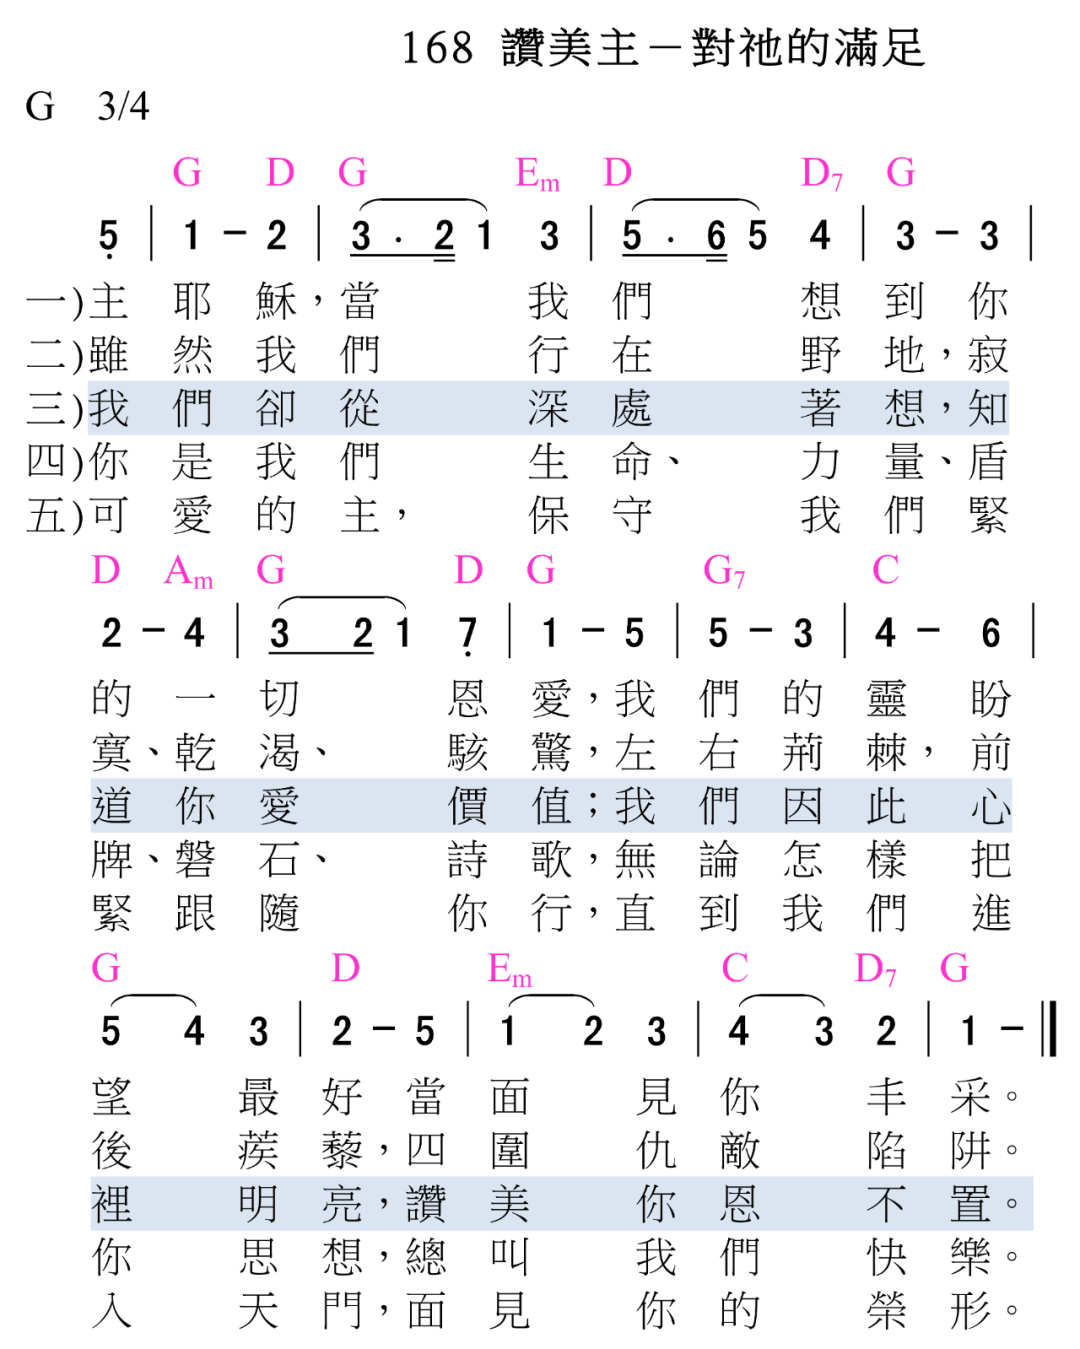 168 讚美主－對祂的滿足
G 3/4
G D G Em D D7 G
5 | 1 - 2 | 3 . 2 1 3 | 5 . 6 5 4 | 3 - 3 |
一)主耶穌，當我們想到你
二)雖然我們行在野地，寂
三)我們卻從深處著想，知
四)你是我們生命、力量、盾
五)可愛的主，保守我們緊
D Am G D G G7 C
2 - 4 | 3 2 1 7 | 1 - 5 | 5 - 3 | 4 - 6 |
的一切恩愛，我們的靈盼
寞、乾渴、駭驚，左右荊棘，前
道你愛價值；我們因此心
牌、磐石、詩歌，無論怎樣把
緊跟隨你行，直到我們進
G D Em C D7 G
5 4 3 | 2 - 5 | 1 2 3 | 4 3 2 | 1 - ||
望最好當面見你丰采。
後蒺藜，四圍仇敵陷阱。
裡明亮，讚美你恩不置。
你思想，總叫我們快樂。
入天門，面見你的榮形。